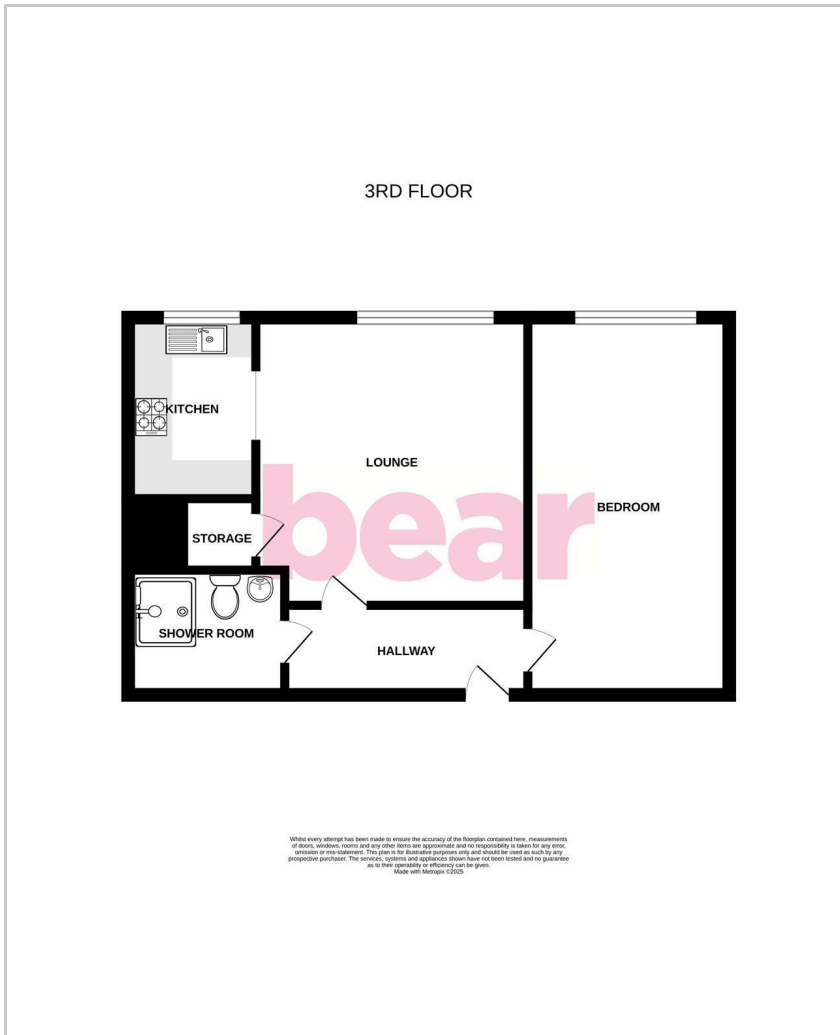 3RD FLOOR
KITCHEN
LOUNGE
bear
BEDROOM
STORAGE
SHOWER ROOM
HALLWAY
Whilst every attempt has been made to ensure the accuracy of the floorplan contained here, measurements
of doors, windows, rooms and any other items are approximate and no responsibility is taken for any error,
omission or mis-statement. This plan is for illustrative purposes only and should be used as such by any
prospective purchaser. The services, systems and appliances shown have not been tested and no guarantee
as to their operability or efficiency can be given.
Made with Metropix ©2025